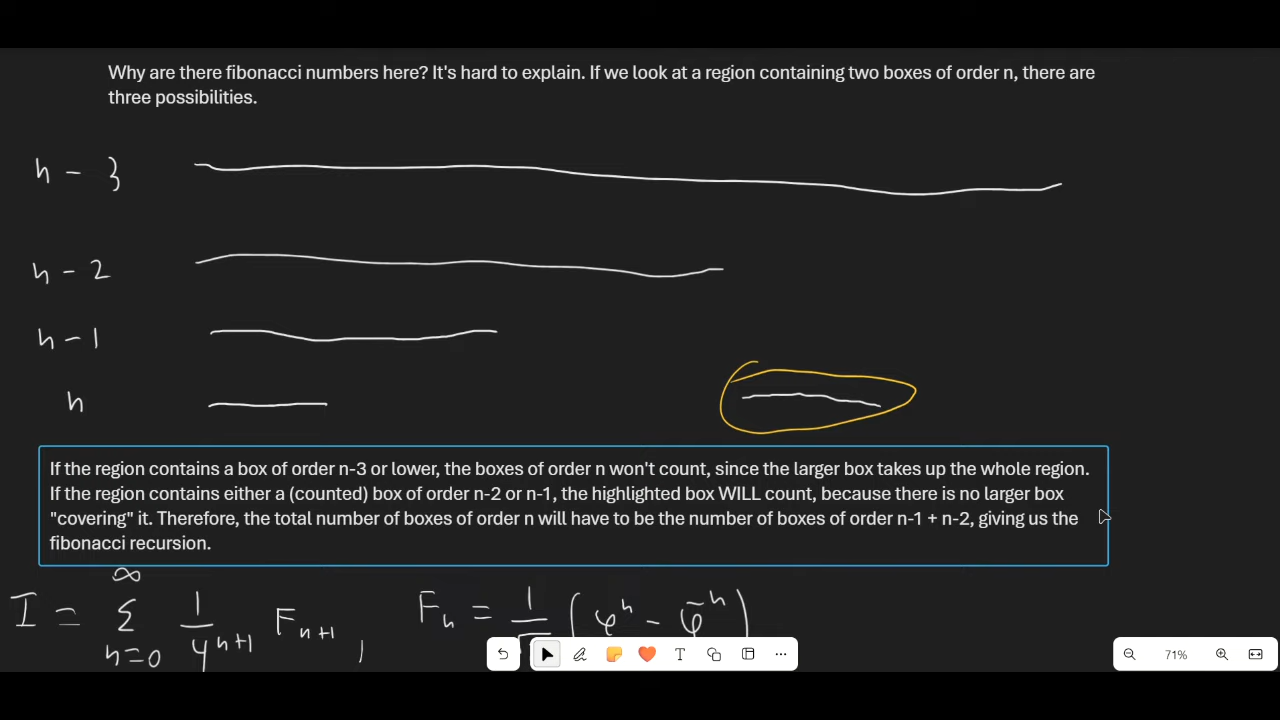 Why are there fibonacci numbers here? It's hard to explain. If we look at a region containing two boxes of order n, there are
three possibilities.
n - 3
n - 2
n - 1
n
If the region contains a box of order n-3 or lower, the boxes of order n won't count, since the larger box takes up the whole region.
If the region contains either a (counted) box of order n-2 or n-1, the highlighted box WILL count, because there is no larger box
"covering" it. Therefore, the total number of boxes of order n will have to be the number of boxes of order n-1 + n-2, giving us the
fibonacci recursion.
I = ∑_{n=0}^{∞} 1/4^{n+1} F_{n+1}, F_n = 1/ (φ^n - φ̄^n)
T
71%